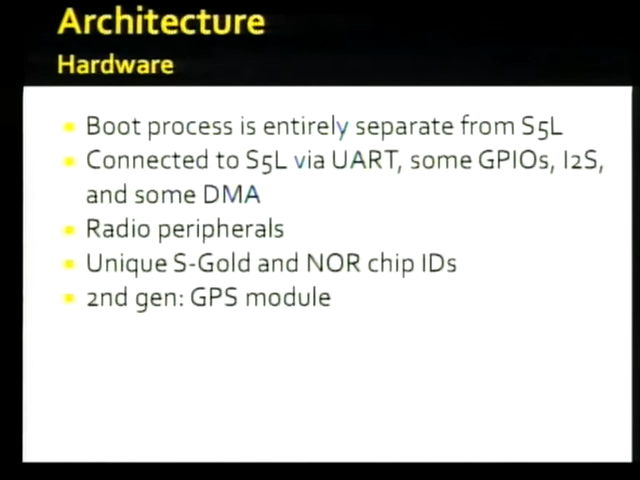 Architecture
Hardware
Boot process is entirely separate from S5L
Connected to S5L via UART, some GPIOs, I2S,
and some DMA
Radio peripherals
Unique S-Gold and NOR chip IDs
2nd gen: GPS module